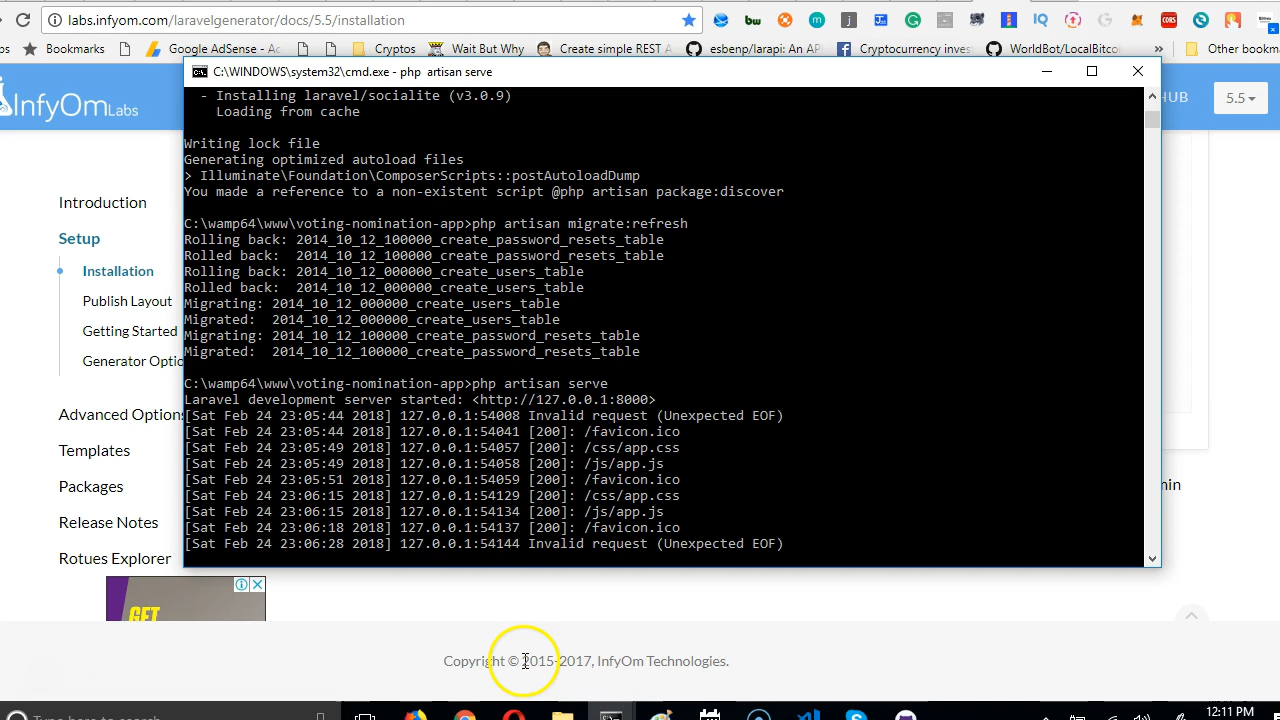 labs.infyom.com/laravelgenerator/docs/5.5/installation
ps Bookmarks Google AdSense - Ac Cryptos Wait But Why Create simple REST A esbenp/larapi: An AP Cryptocurrency inves WorldBot/LocalBitcoi » Other bookm
C:\WINDOWS\system32\cmd.exe - php artisan serve
InfyOmLabs
HUB
5.5
Introduction
Setup
Installation
Publish Layout
Getting Started
Generator Optio
Advanced Options
Templates
Packages
Release Notes
Rotues Explorer
- Installing laravel/socialite (v3.0.9)
Loading from cache
Writing lock file
Generating optimized autoload files
> Illuminate\Foundation\ComposerScripts::postAutoloadDump
You made a reference to a non-existent script @php artisan package:discover
C:\wamp64\www\voting-nomination-app>php artisan migrate:refresh
Rolling back: 2014_10_12_100000_create_password_resets_table
Rolled back:  2014_10_12_100000_create_password_resets_table
Rolling back: 2014_10_12_000000_create_users_table
Rolled back:  2014_10_12_000000_create_users_table
Migrating: 2014_10_12_000000_create_users_table
Migrated:  2014_10_12_000000_create_users_table
Migrating: 2014_10_12_100000_create_password_resets_table
Migrated:  2014_10_12_100000_create_password_resets_table
C:\wamp64\www\voting-nomination-app>php artisan serve
Laravel development server started: <http://127.0.0.1:8000>
[Sat Feb 24 23:05:44 2018] 127.0.0.1:54008 Invalid request (Unexpected EOF)
[Sat Feb 24 23:05:44 2018] 127.0.0.1:54041 [200]: /favicon.ico
[Sat Feb 24 23:05:49 2018] 127.0.0.1:54057 [200]: /css/app.css
[Sat Feb 24 23:05:49 2018] 127.0.0.1:54058 [200]: /js/app.js
[Sat Feb 24 23:05:51 2018] 127.0.0.1:54059 [200]: /favicon.ico
[Sat Feb 24 23:06:15 2018] 127.0.0.1:54129 [200]: /css/app.css
[Sat Feb 24 23:06:15 2018] 127.0.0.1:54134 [200]: /js/app.js
[Sat Feb 24 23:06:18 2018] 127.0.0.1:54137 [200]: /favicon.ico
[Sat Feb 24 23:06:28 2018] 127.0.0.1:54144 Invalid request (Unexpected EOF)
min
GET
Copyright © 2015-2017, InfyOm Technologies.
12:11 PM